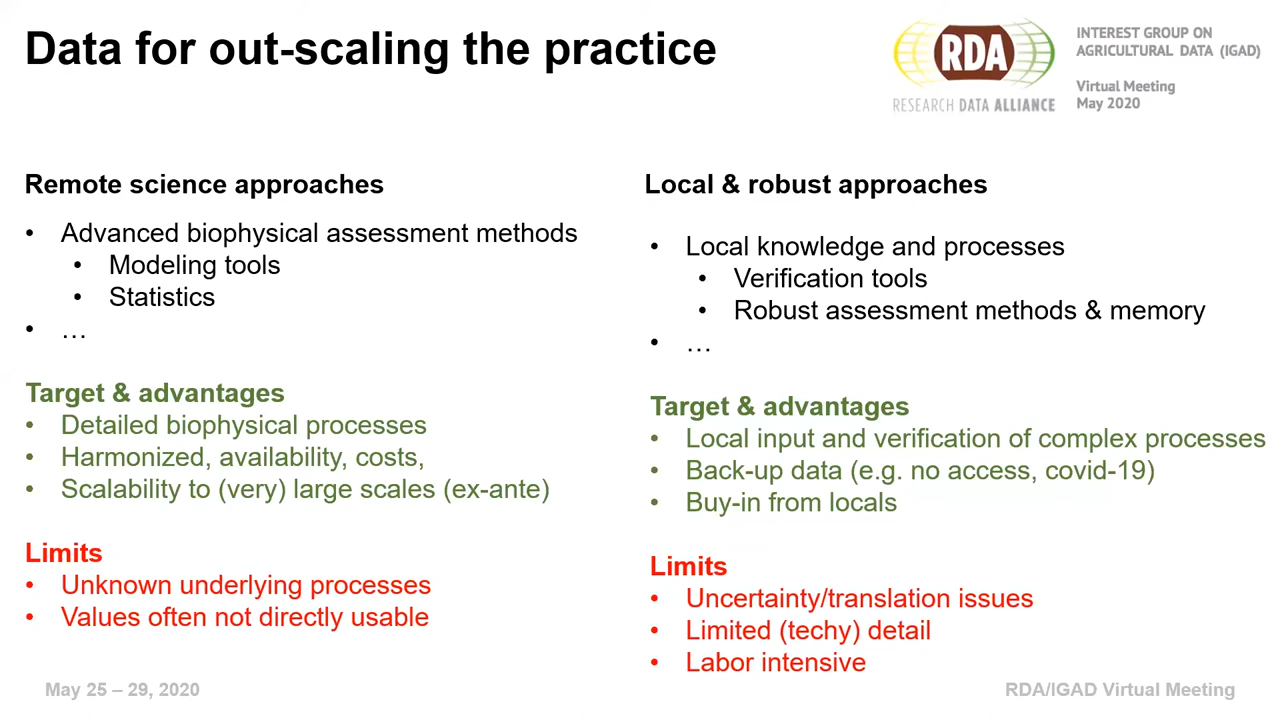 Data for out-scaling the practice
RDA
RESEARCH DATA ALLIANCE
INTEREST GROUP ON
AGRICULTURAL DATA (IGAD)
Virtual Meeting
May 2020
Remote science approaches
• Advanced biophysical assessment methods
• Modeling tools
• Statistics
• …
Target & advantages
• Detailed biophysical processes
• Harmonized, availability, costs,
• Scalability to (very) large scales (ex-ante)
Limits
• Unknown underlying processes
• Values often not directly usable
Local & robust approaches
• Local knowledge and processes
• Verification tools
• Robust assessment methods & memory
• …
Target & advantages
• Local input and verification of complex processes
• Back-up data (e.g. no access, covid-19)
• Buy-in from locals
Limits
• Uncertainty/translation issues
• Limited (techy) detail
• Labor intensive
May 25 – 29, 2020
RDA/IGAD Virtual Meeting